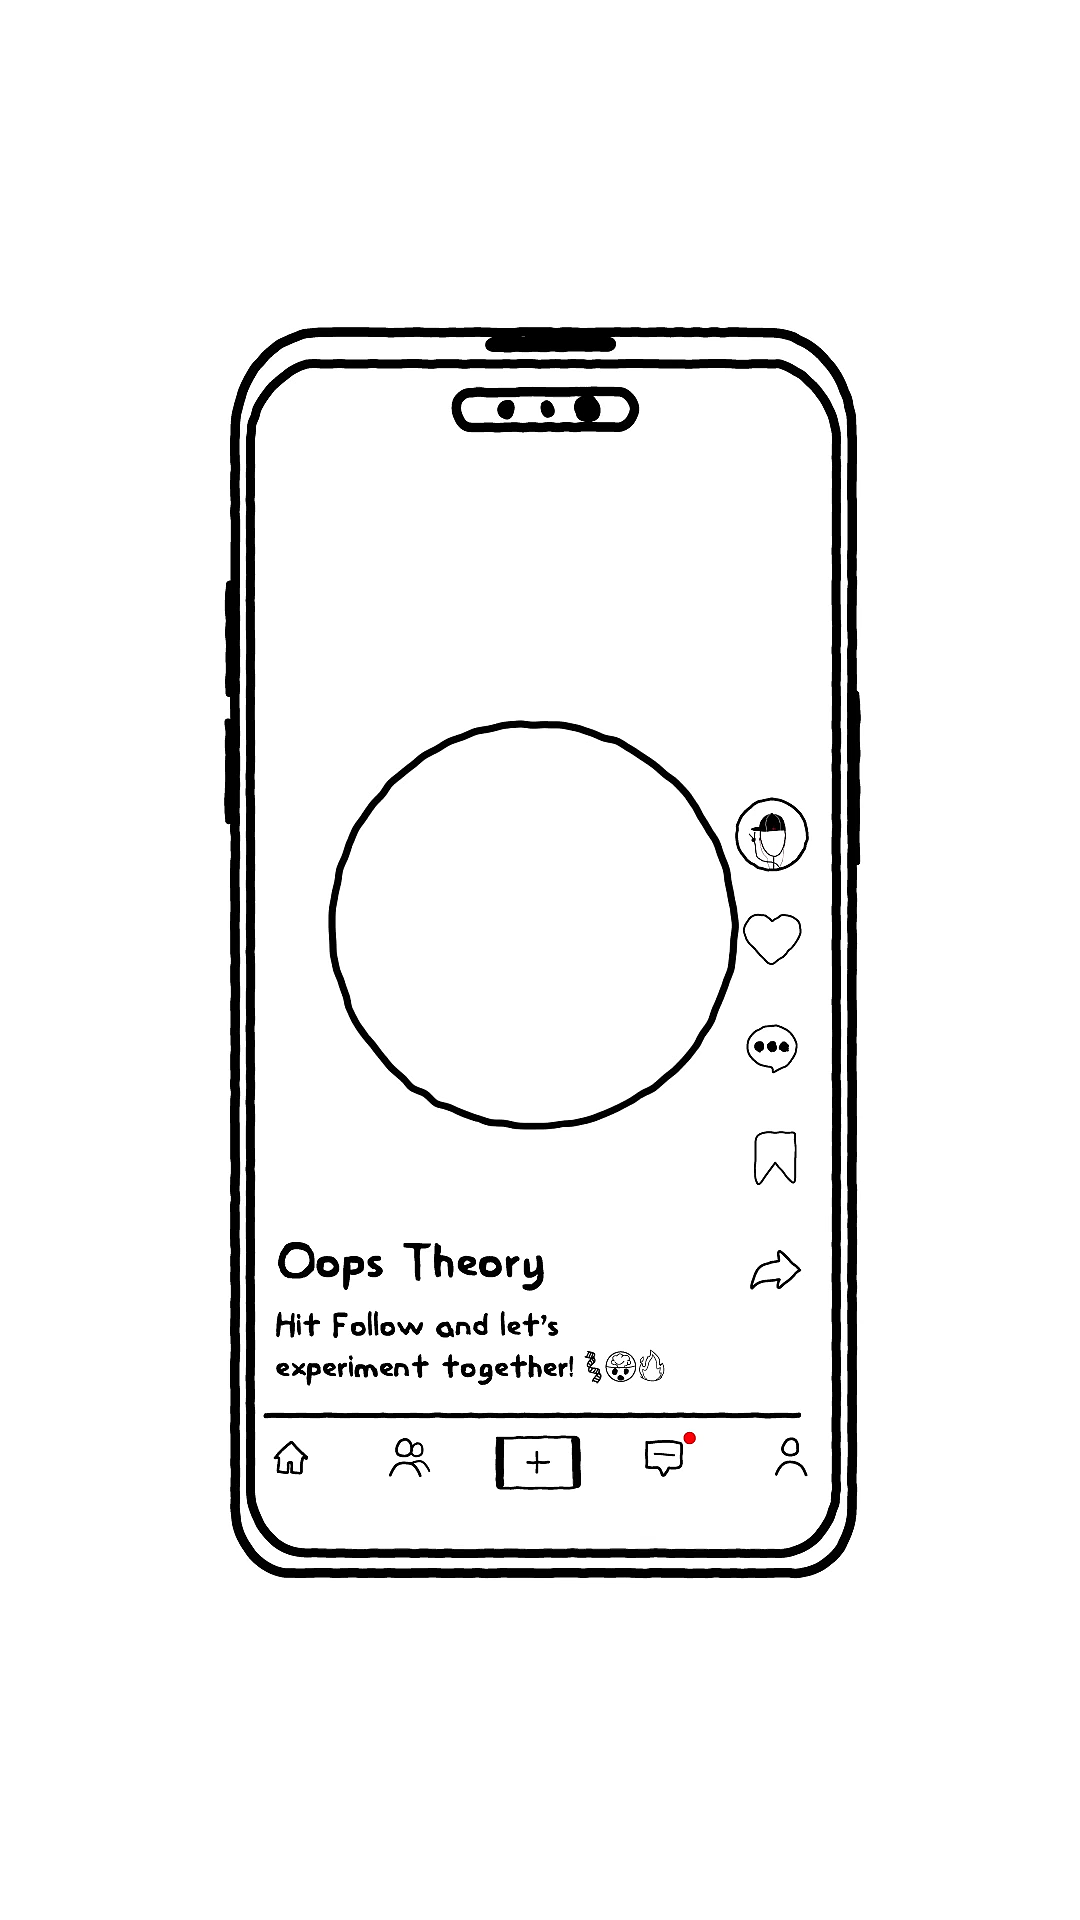 Oops Theory
Hit Follow and let's
experiment together! 🧬🤯🔥